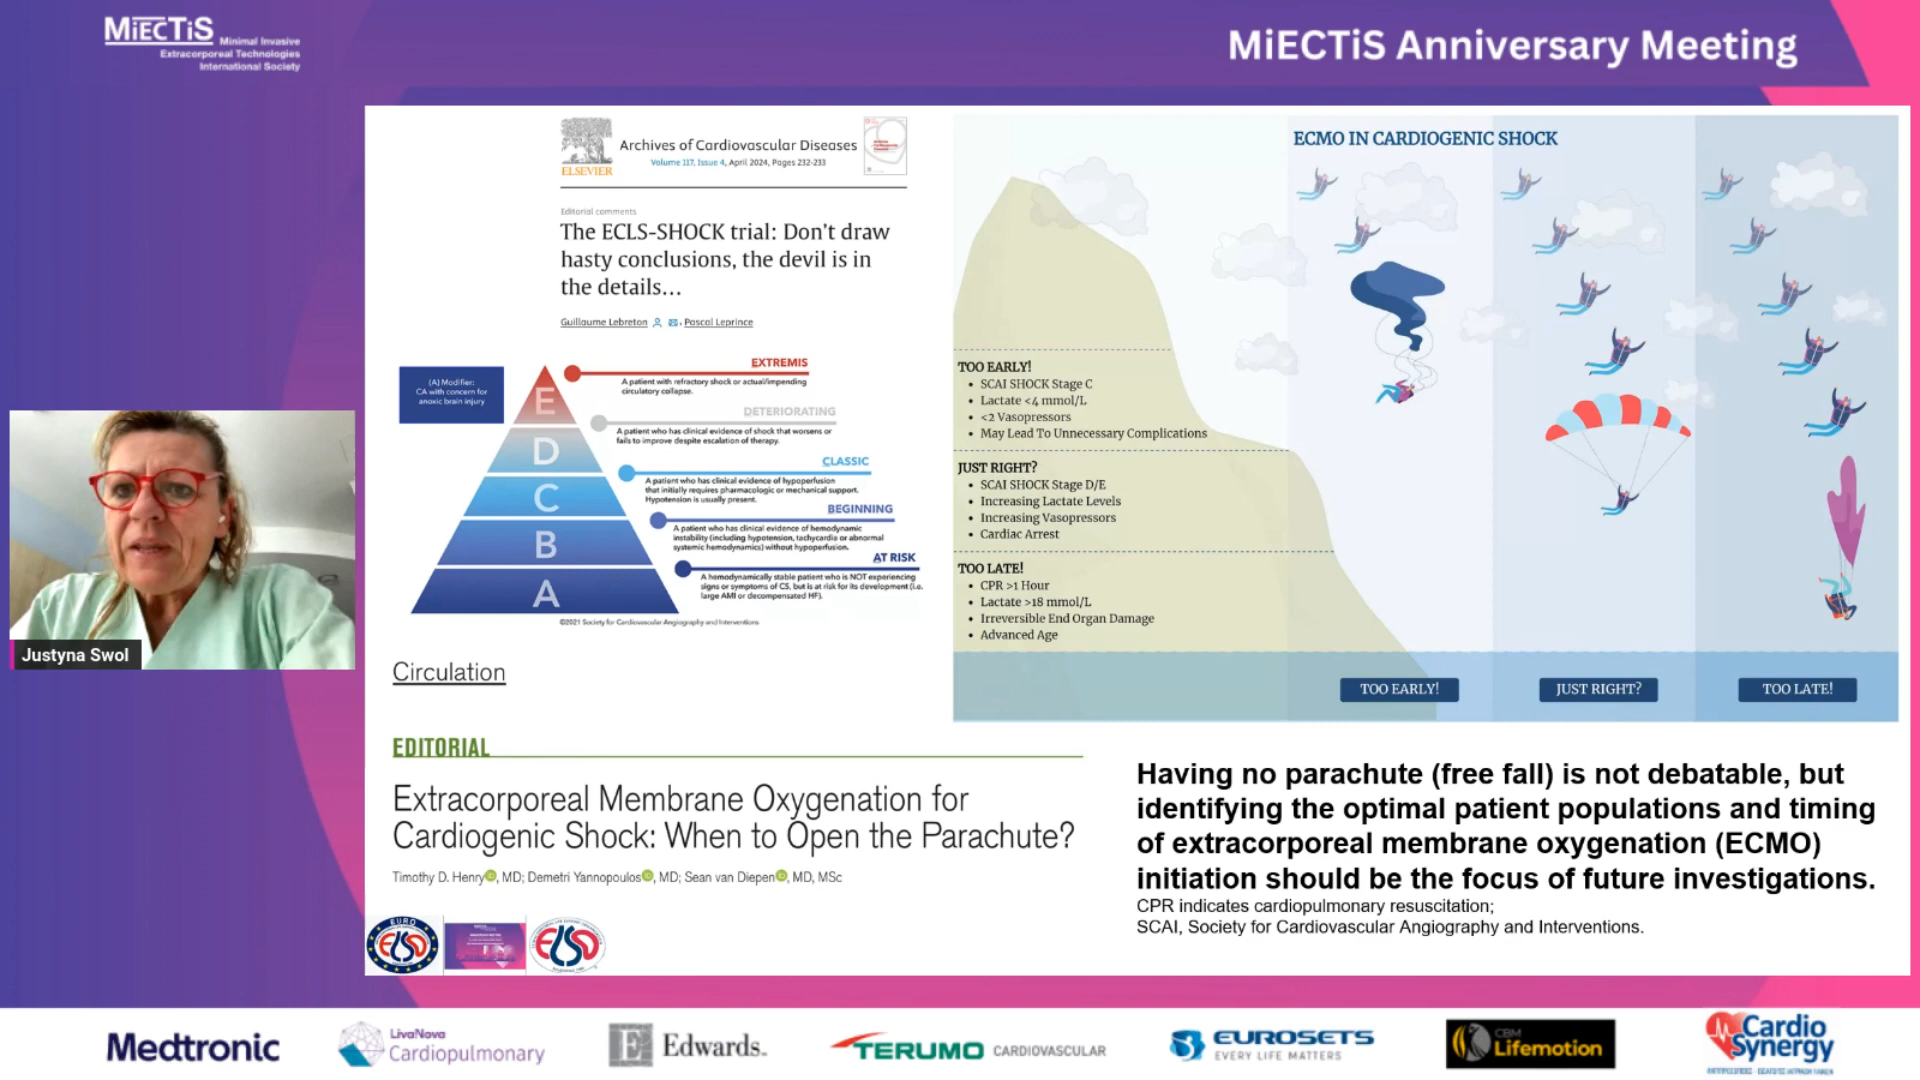 MiECTiS Minimal Invasive
Extracorporeal Technologies
International Society
MiECTiS Anniversary Meeting
ELSEVIER
Archives of Cardiovascular Diseases
Volume 117, Issue 4, April 2024, Pages 232-233
Editorial comments
The ECLS-SHOCK trial: Don't draw
hasty conclusions, the devil is in
the details...
Guillaume Lebreton, Pascal Leprince
(A) Modifier:
CA with concern for
anoxic brain injury
E
D
C
B
A
EXTREMIS
A patient with refractory shock or actual/impending
circulatory collapse.
DETERIORATING
A patient who has clinical evidence of shock that worsens or
fails to improve despite escalation of therapy.
CLASSIC
A patient who has clinical evidence of hypoperfusion
that initially requires pharmacologic or mechanical support.
Hypotension is usually present.
BEGINNING
A patient who has clinical evidence of hemodynamic
instability (including hypotension, tachycardia or abnormal
systemic hemodynamics) without hypoperfusion.
AT RISK
A hemodynamically stable patient who is NOT experiencing
signs or symptoms of CS, but is at risk for its development (i.e.
large AMI or decompensated HF).
©2021 Society for Cardiovascular Angiography and Interventions
ECMO IN CARDIOGENIC SHOCK
TOO EARLY!
• SCAI SHOCK Stage C
• Lactate <4 mmol/L
• <2 Vasopressors
• May Lead To Unnecessary Complications
JUST RIGHT?
• SCAI SHOCK Stage D/E
• Increasing Lactate Levels
• Increasing Vasopressors
• Cardiac Arrest
TOO LATE!
• CPR >1 Hour
• Lactate >18 mmol/L
• Irreversible End Organ Damage
• Advanced Age
TOO EARLY!
JUST RIGHT?
TOO LATE!
Justyna Swol
Circulation
EDITORIAL
Extracorporeal Membrane Oxygenation for
Cardiogenic Shock: When to Open the Parachute?
Timothy D. Henry, MD; Demetri Yannopoulos, MD; Sean van Diepen, MD, MSc
Having no parachute (free fall) is not debatable, but
identifying the optimal patient populations and timing
of extracorporeal membrane oxygenation (ECMO)
initiation should be the focus of future investigations.
CPR indicates cardiopulmonary resuscitation;
SCAI, Society for Cardiovascular Angiography and Interventions.
EURO
ELSO
ELSO
Medtronic
LivaNova
Cardiopulmonary
E Edwards.
TERUMO CARDIOVASCULAR
EUROSETS
EVERY LIFE MATTERS
CBM
Lifemotion
Cardio
Synergy